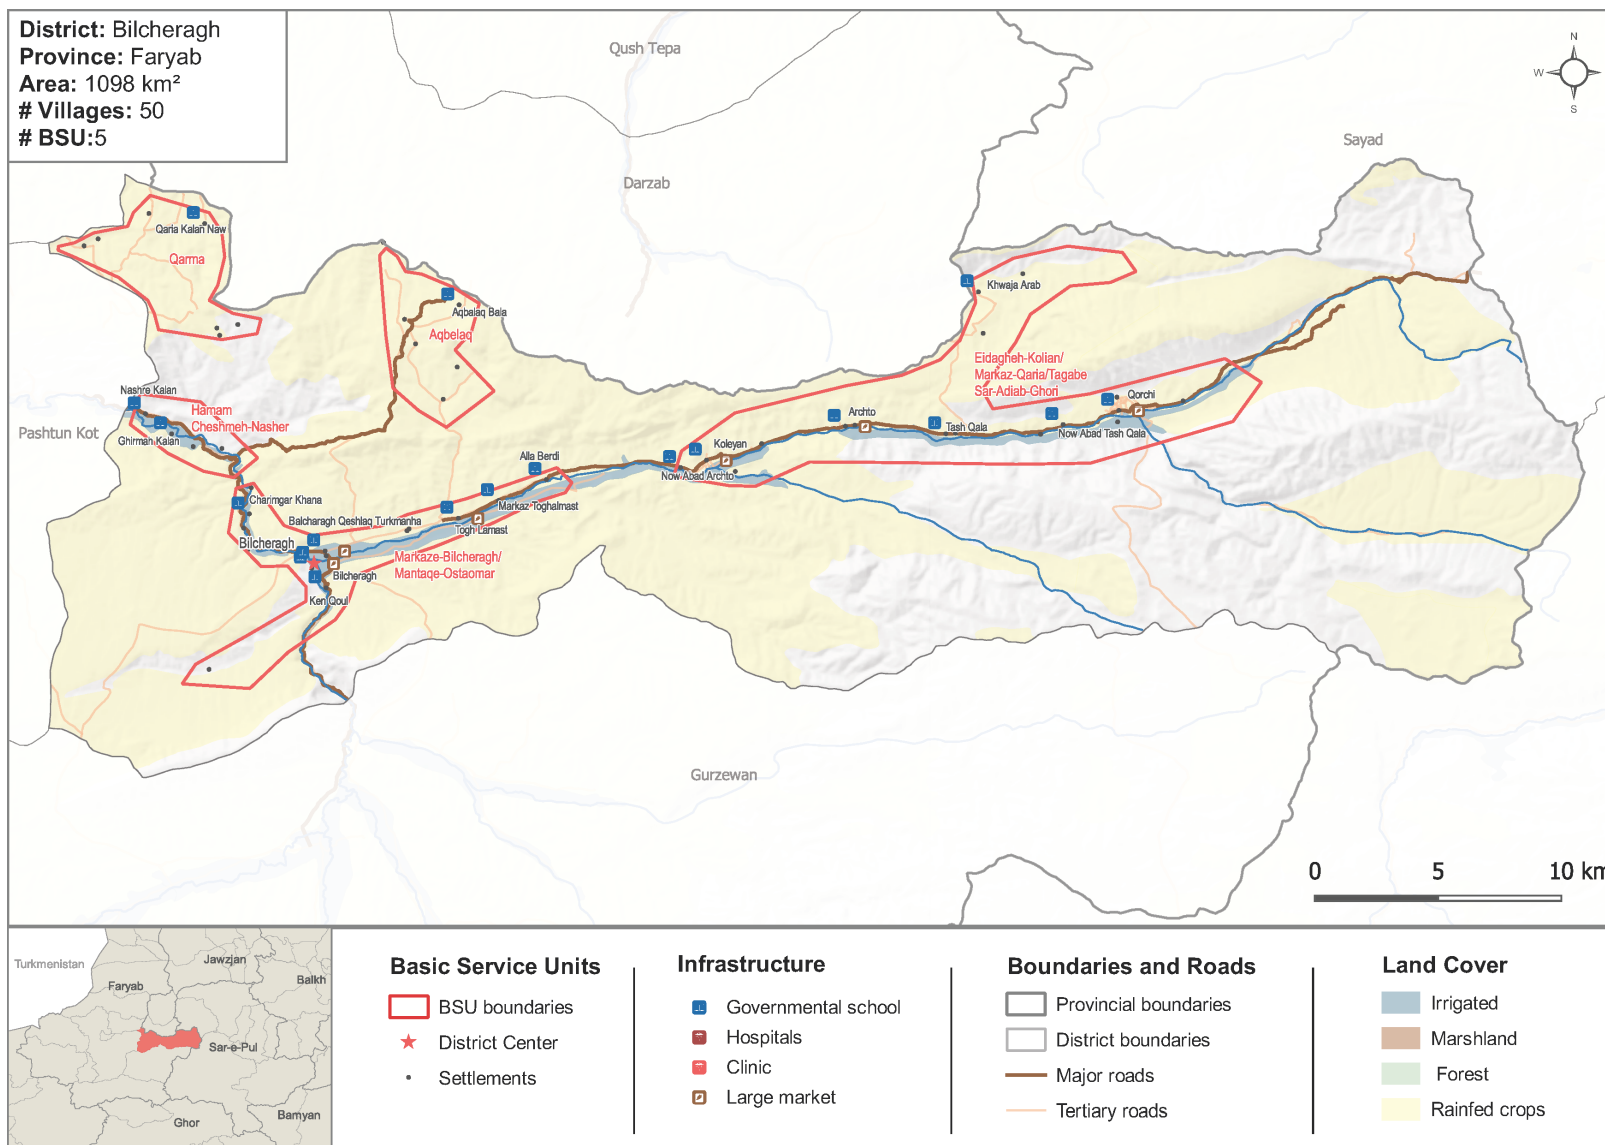 District: Bilcheragh
Province: Faryab
Area: 1098 km²
# Villages: 50
# BSU:5
Qush Tepa
N
W
E
S
Sayad
Darzab
Qaria Kalan Naw
Qarma
Khwaja Arab
Aqbalaq Bala
Aqbelaq
Eidagheh-Kolian/
Markaz-Qaria/Tagabe
Sar-Adiab-Ghori
Nashre Kalan
Hamam
Cheshmeh-Nasher
Qorchi
Archto
Pashtun Kot
Ghirmah Kalan
Tash Qala
Now Abad Tash Qala
Koleyan
Alla Berdi
Now Abad Archto
Charimgar Khana
Markaz Toghalmast
Balcharagh Qeshlaq Turkmanha
Togh Lamast
Bilcheragh
Markaze-Bilcheragh/
Mantaqe-Ostaomar
Bilcheragh
Ken Qoul
Gurzewan
0 5 10 km
Turkmenistan
Jawzjan
Balkh
Faryab
Sar-e-Pul
Ghor
Bamyan
Basic Service Units
BSU boundaries
District Center
Settlements
Infrastructure
Governmental school
Hospitals
Clinic
Large market
Boundaries and Roads
Provincial boundaries
District boundaries
Major roads
Tertiary roads
Land Cover
Irrigated
Marshland
Forest
Rainfed crops